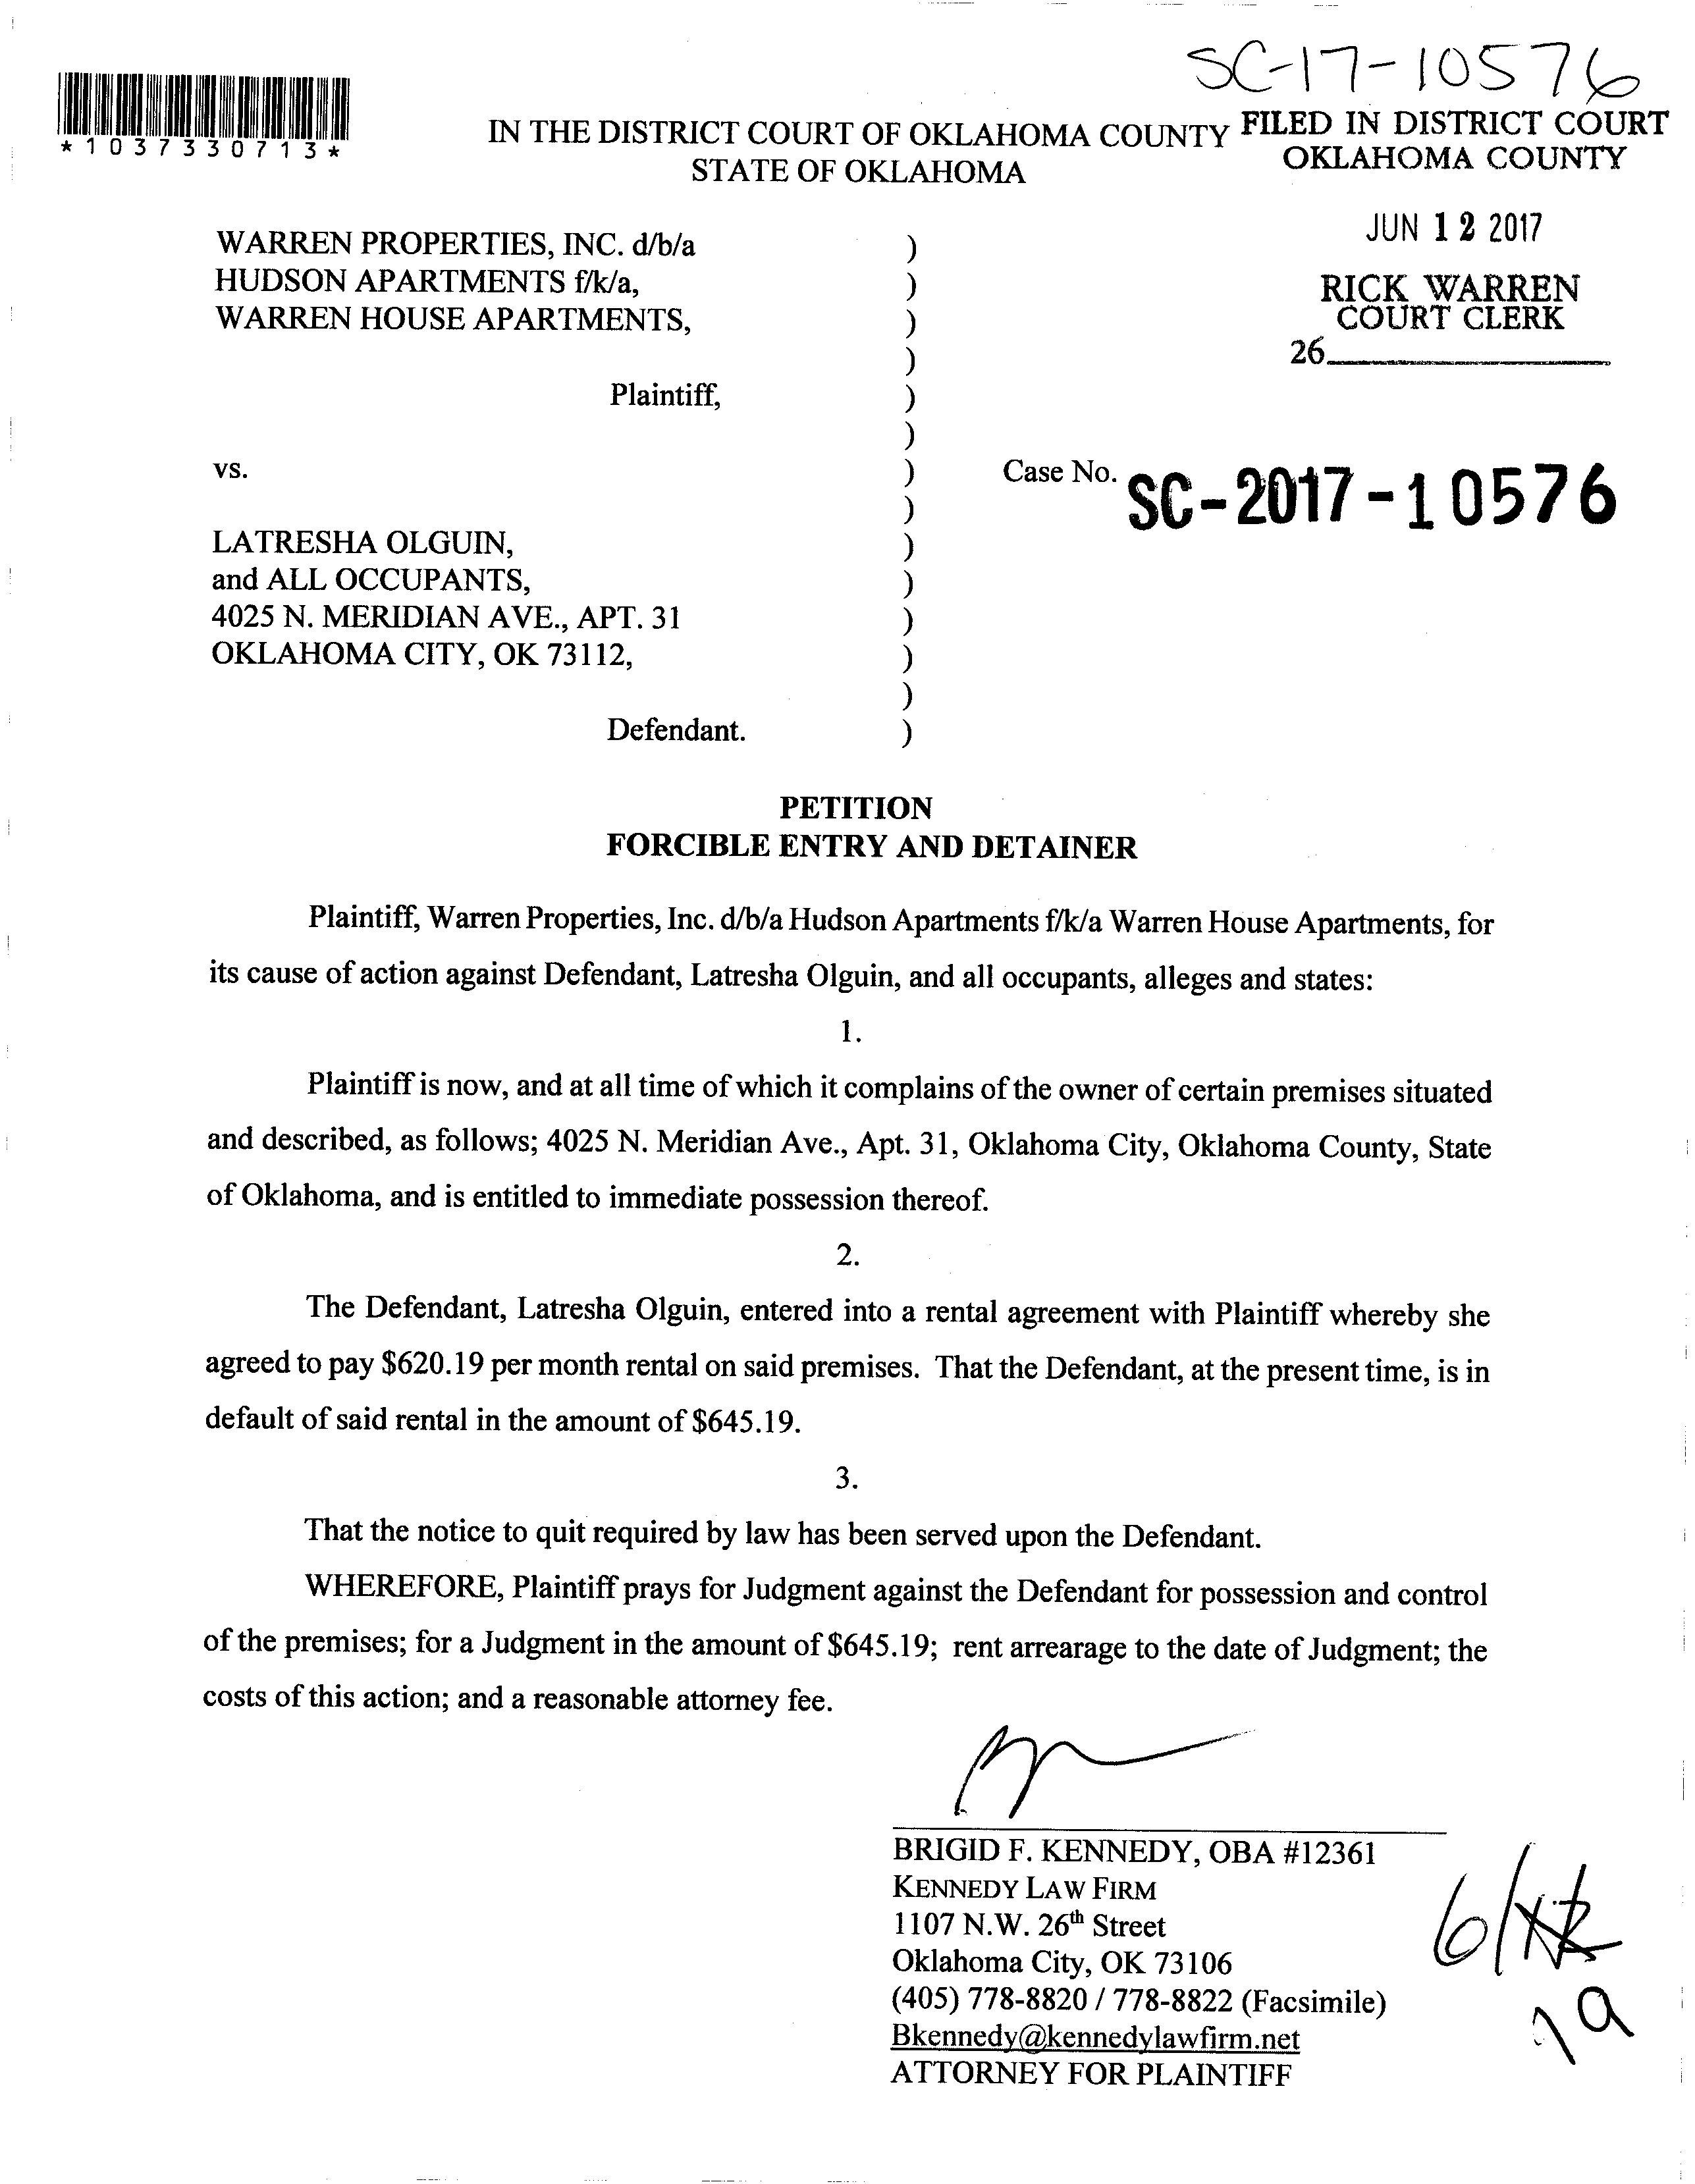 SC-17-10576
*1037330713*
IN THE DISTRICT COURT OF OKLAHOMA COUNTY
STATE OF OKLAHOMA
FILED IN DISTRICT COURT
OKLAHOMA COUNTY
JUN 12 2017
RICK WARREN
COURT CLERK
26
WARREN PROPERTIES, INC. d/b/a )
HUDSON APARTMENTS f/k/a, )
WARREN HOUSE APARTMENTS, )
)
Plaintiff, )
)
vs. ) Case No. SC-2017-10576
)
LATRESHA OLGUIN, )
and ALL OCCUPANTS, )
4025 N. MERIDIAN AVE., APT. 31 )
OKLAHOMA CITY, OK 73112, )
)
Defendant. )
PETITION
FORCIBLE ENTRY AND DETAINER
Plaintiff, Warren Properties, Inc. d/b/a Hudson Apartments f/k/a Warren House Apartments, for
its cause of action against Defendant, Latresha Olguin, and all occupants, alleges and states:
1.
Plaintiff is now, and at all time of which it complains of the owner of certain premises situated
and described, as follows; 4025 N. Meridian Ave., Apt. 31, Oklahoma City, Oklahoma County, State
of Oklahoma, and is entitled to immediate possession thereof.
2.
The Defendant, Latresha Olguin, entered into a rental agreement with Plaintiff whereby she
agreed to pay $620.19 per month rental on said premises. That the Defendant, at the present time, is in
default of said rental in the amount of $645.19.
3.
That the notice to quit required by law has been served upon the Defendant.
WHEREFORE, Plaintiff prays for Judgment against the Defendant for possession and control
of the premises; for a Judgment in the amount of $645.19; rent arrearage to the date of Judgment; the
costs of this action; and a reasonable attorney fee.
BRIGID F. KENNEDY, OBA #12361
KENNEDY LAW FIRM
1107 N.W. 26th Street
Oklahoma City, OK 73106
(405) 778-8820 / 778-8822 (Facsimile)
Bkennedy@kennedylawfirm.net
ATTORNEY FOR PLAINTIFF